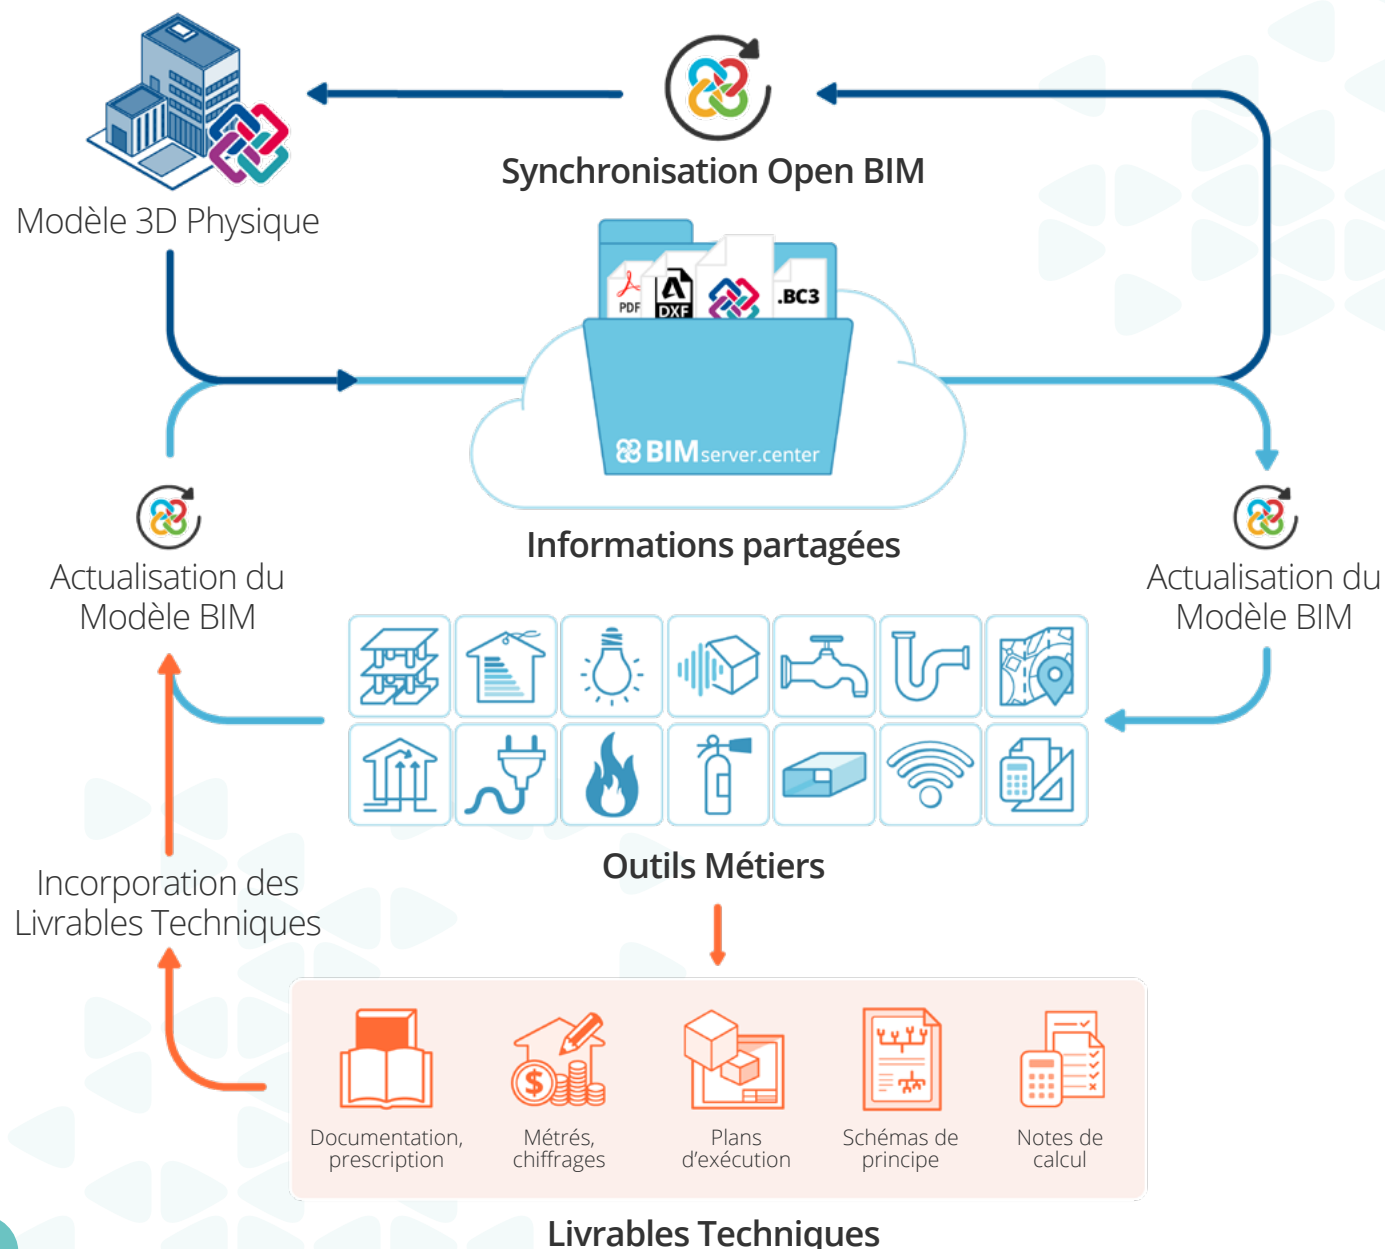 Synchronisation Open BIM
Modèle 3D Physique
PDF
DXF
.BC3
BIMserver.center
Informations partagées
Actualisation du
Modèle BIM
Actualisation du
Modèle BIM
Outils Métiers
Incorporation des
Livrables Techniques
Documentation,
prescription
Métrés,
chiffrages
Plans
d'exécution
Schémas de
principe
Notes de
calcul
Livrables Techniques